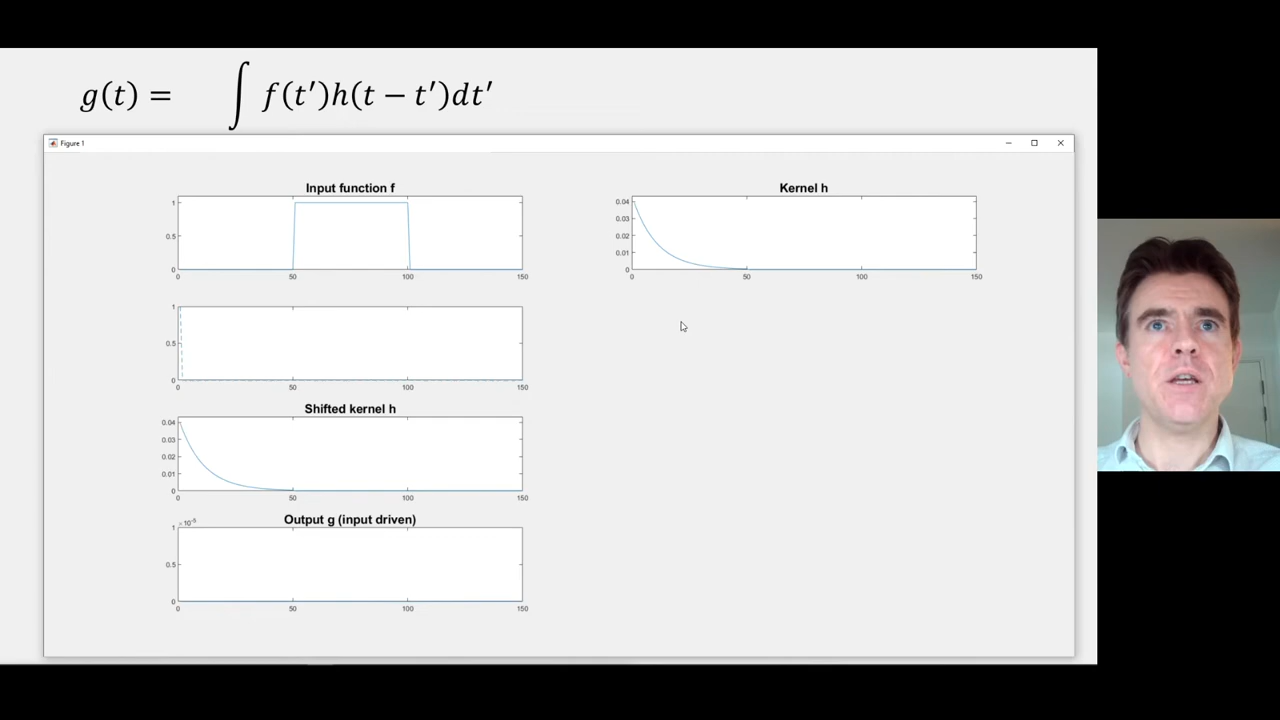 g(t) = ∫ f(t′)h(t − t′)dt′
Figure 1
Input function f
1
0.5
0
0 50 100 150
Kernel h
0.04
0.03
0.02
0.01
0
0 50 100 150
1
0.5
0
0 50 100 150
Shifted kernel h
0.04
0.03
0.02
0.01
0
0 50 100 150
Output g (input driven)
1
0.5
0
0 50 100 150